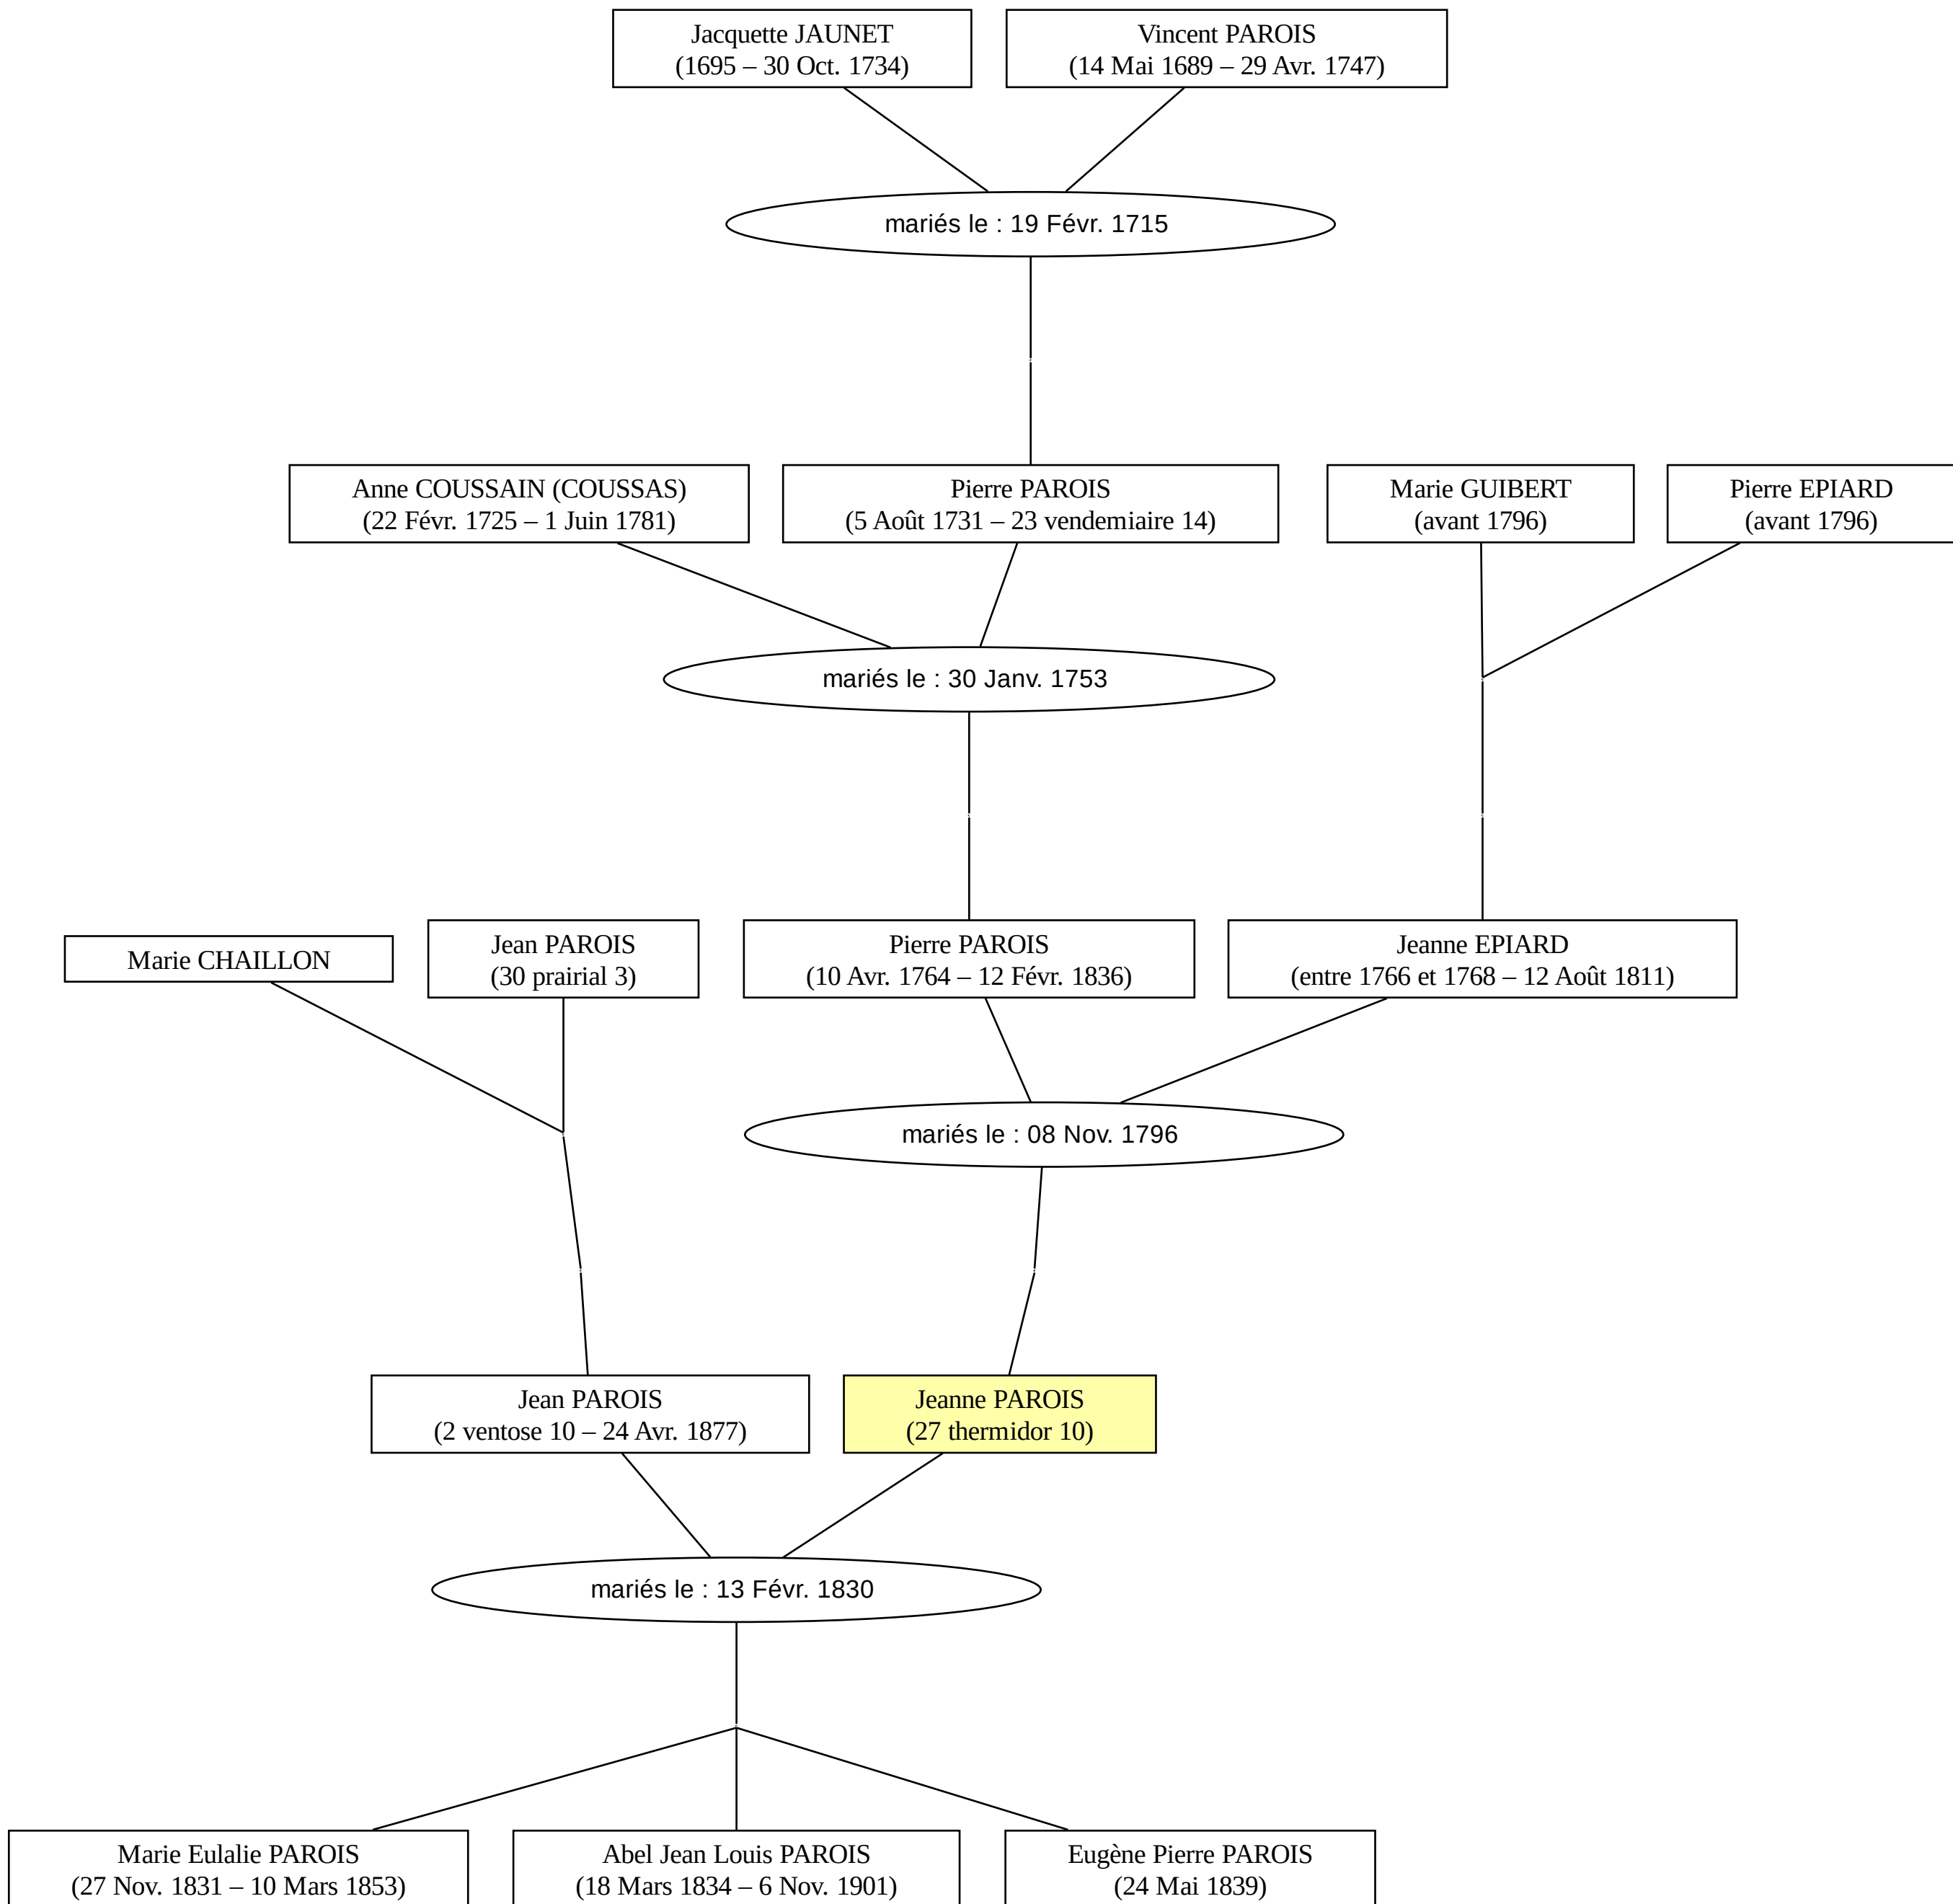 Jacquette JAUNET
(1695 – 30 Oct. 1734)
Vincent PAROIS
(14 Mai 1689 – 29 Avr. 1747)
mariés le : 19 Févr. 1715
Anne COUSSAIN (COUSSAS)
(22 Févr. 1725 – 1 Juin 1781)
Pierre PAROIS
(5 Août 1731 – 23 vendemiaire 14)
Marie GUIBERT
(avant 1796)
Pierre EPIARD
(avant 1796)
mariés le : 30 Janv. 1753
Marie CHAILLON
Jean PAROIS
(30 prairial 3)
Pierre PAROIS
(10 Avr. 1764 – 12 Févr. 1836)
Jeanne EPIARD
(entre 1766 et 1768 – 12 Août 1811)
mariés le : 08 Nov. 1796
Jean PAROIS
(2 ventose 10 – 24 Avr. 1877)
Jeanne PAROIS
(27 thermidor 10)
mariés le : 13 Févr. 1830
Marie Eulalie PAROIS
(27 Nov. 1831 – 10 Mars 1853)
Abel Jean Louis PAROIS
(18 Mars 1834 – 6 Nov. 1901)
Eugène Pierre PAROIS
(24 Mai 1839)